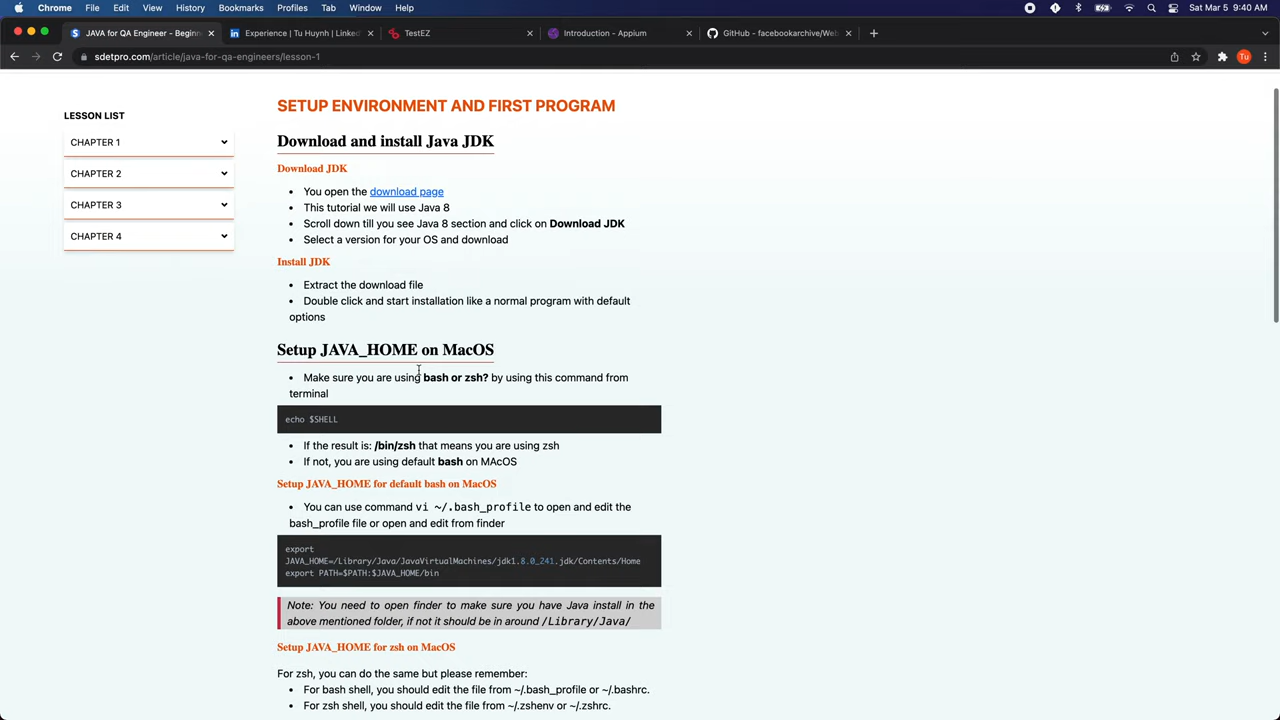 Chrome File Edit View History Bookmarks Profiles Tab Window Help Sat Mar 5 9:40 AM
JAVA for QA Engineer - Beginn Experience | Tu Huynh | Linked TestEZ Introduction - Appium GitHub - facebookarchive/Web
sdetpro.com/article/java-for-qa-engineers/lesson-1 Tu
LESSON LIST
CHAPTER 1
CHAPTER 2
CHAPTER 3
CHAPTER 4
SETUP ENVIRONMENT AND FIRST PROGRAM
Download and install Java JDK
Download JDK
• You open the download page
• This tutorial we will use Java 8
• Scroll down till you see Java 8 section and click on Download JDK
• Select a version for your OS and download
Install JDK
• Extract the download file
• Double click and start installation like a normal program with default
options
Setup JAVA_HOME on MacOS
• Make sure you are using bash or zsh? by using this command from
terminal
echo $SHELL
• If the result is: /bin/zsh that means you are using zsh
• If not, you are using default bash on MAcOS
Setup JAVA_HOME for default bash on MacOS
• You can use command vi ~/.bash_profile to open and edit the
bash_profile file or open and edit from finder
export
JAVA_HOME=/Library/Java/JavaVirtualMachines/jdk1.8.0_241.jdk/Contents/Home
export PATH=$PATH:$JAVA_HOME/bin
Note: You need to open finder to make sure you have Java install in the
above mentioned folder, if not it should be in around /Library/Java/
Setup JAVA_HOME for zsh on MacOS
For zsh, you can do the same but please remember:
• For bash shell, you should edit the file from ~/.bash_profile or ~/.bashrc.
• For zsh shell, you should edit the file from ~/.zshenv or ~/.zshrc.